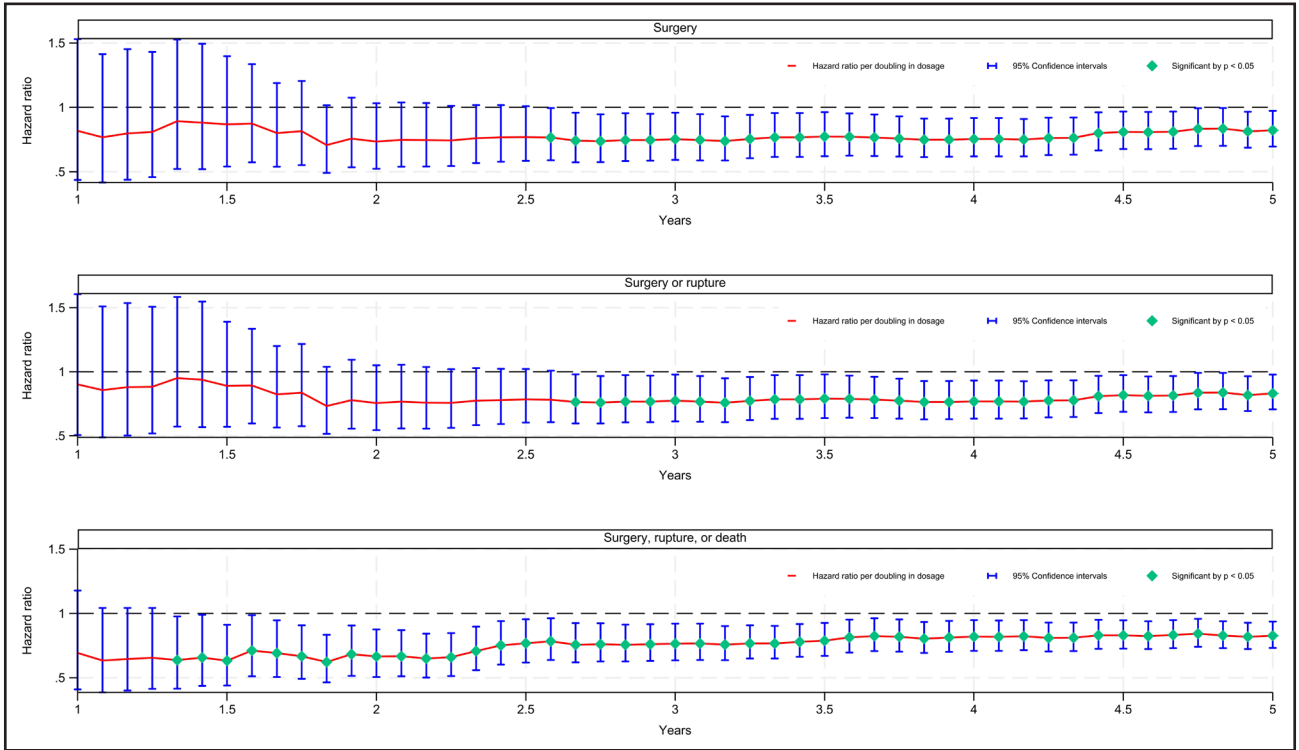 Surgery
Hazard ratio per doubling in dosage 95% Confidence intervals Significant by p < 0.05
Hazard ratio
1.5
1
.5
1 1.5 2 2.5 3 3.5 4 4.5 5
Years
Surgery or rupture
Hazard ratio per doubling in dosage 95% Confidence intervals Significant by p < 0.05
Hazard ratio
1.5
1
.5
1 1.5 2 2.5 3 3.5 4 4.5 5
Years
Surgery, rupture, or death
Hazard ratio per doubling in dosage 95% Confidence intervals Significant by p < 0.05
Hazard ratio
1.5
1
.5
1 1.5 2 2.5 3 3.5 4 4.5 5
Years